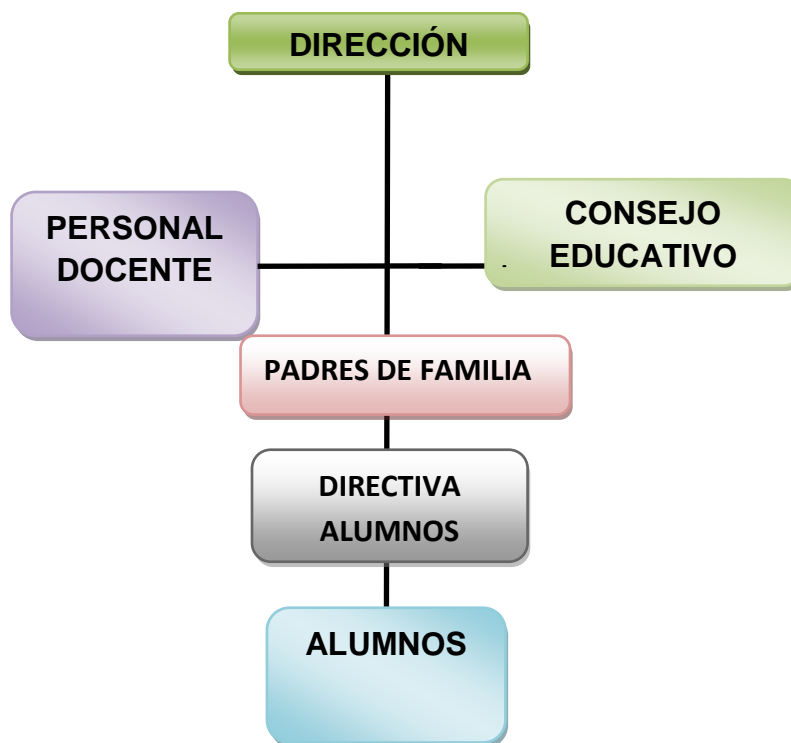 DIRECCIÓN
PERSONAL
DOCENTE
CONSEJO
EDUCATIVO
-
PADRES DE FAMILIA
DIRECTIVA
ALUMNOS
ALUMNOS